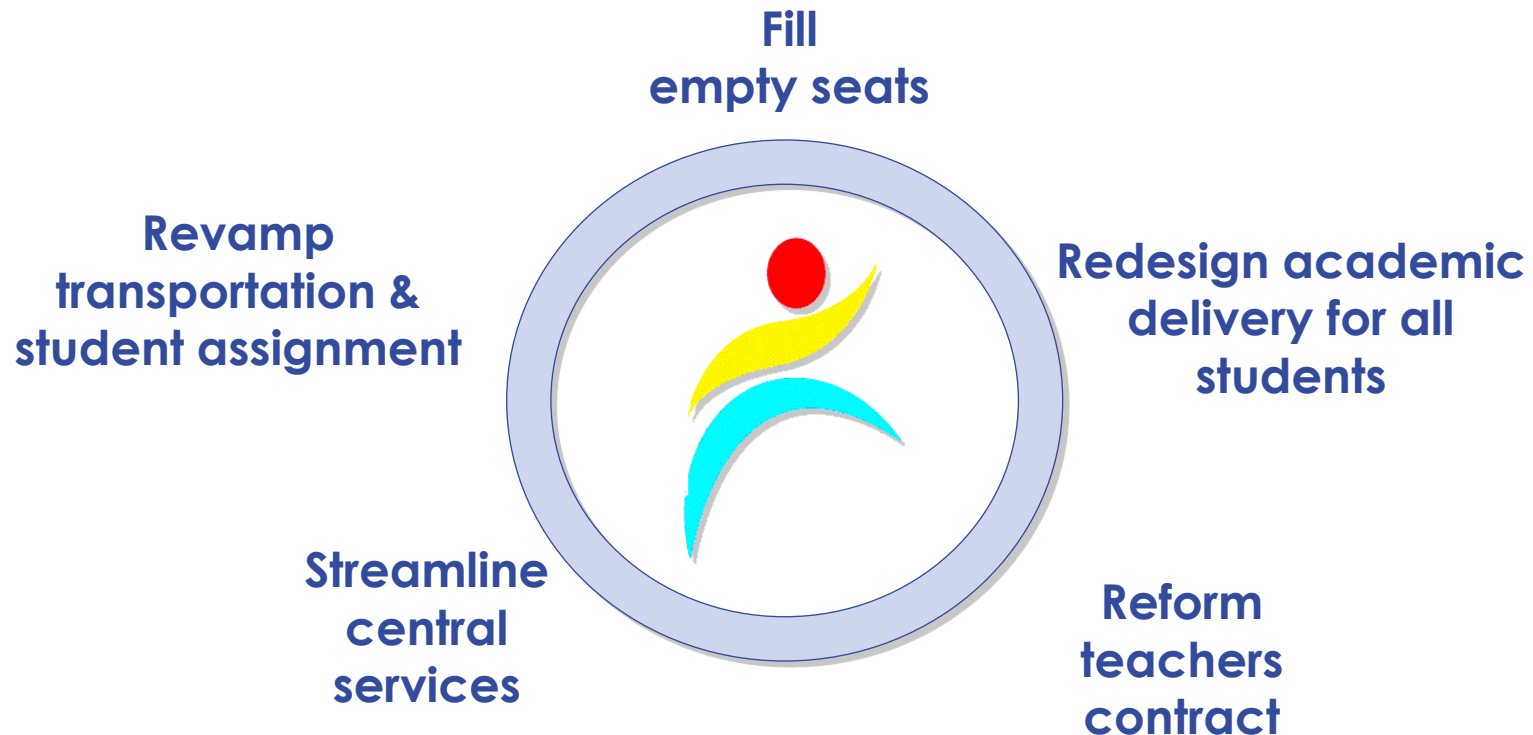 Fill
empty seats
Revamp
transportation &
student assignment
Redesign academic
delivery for all
students
Streamline
central
services
Reform
teachers
contract